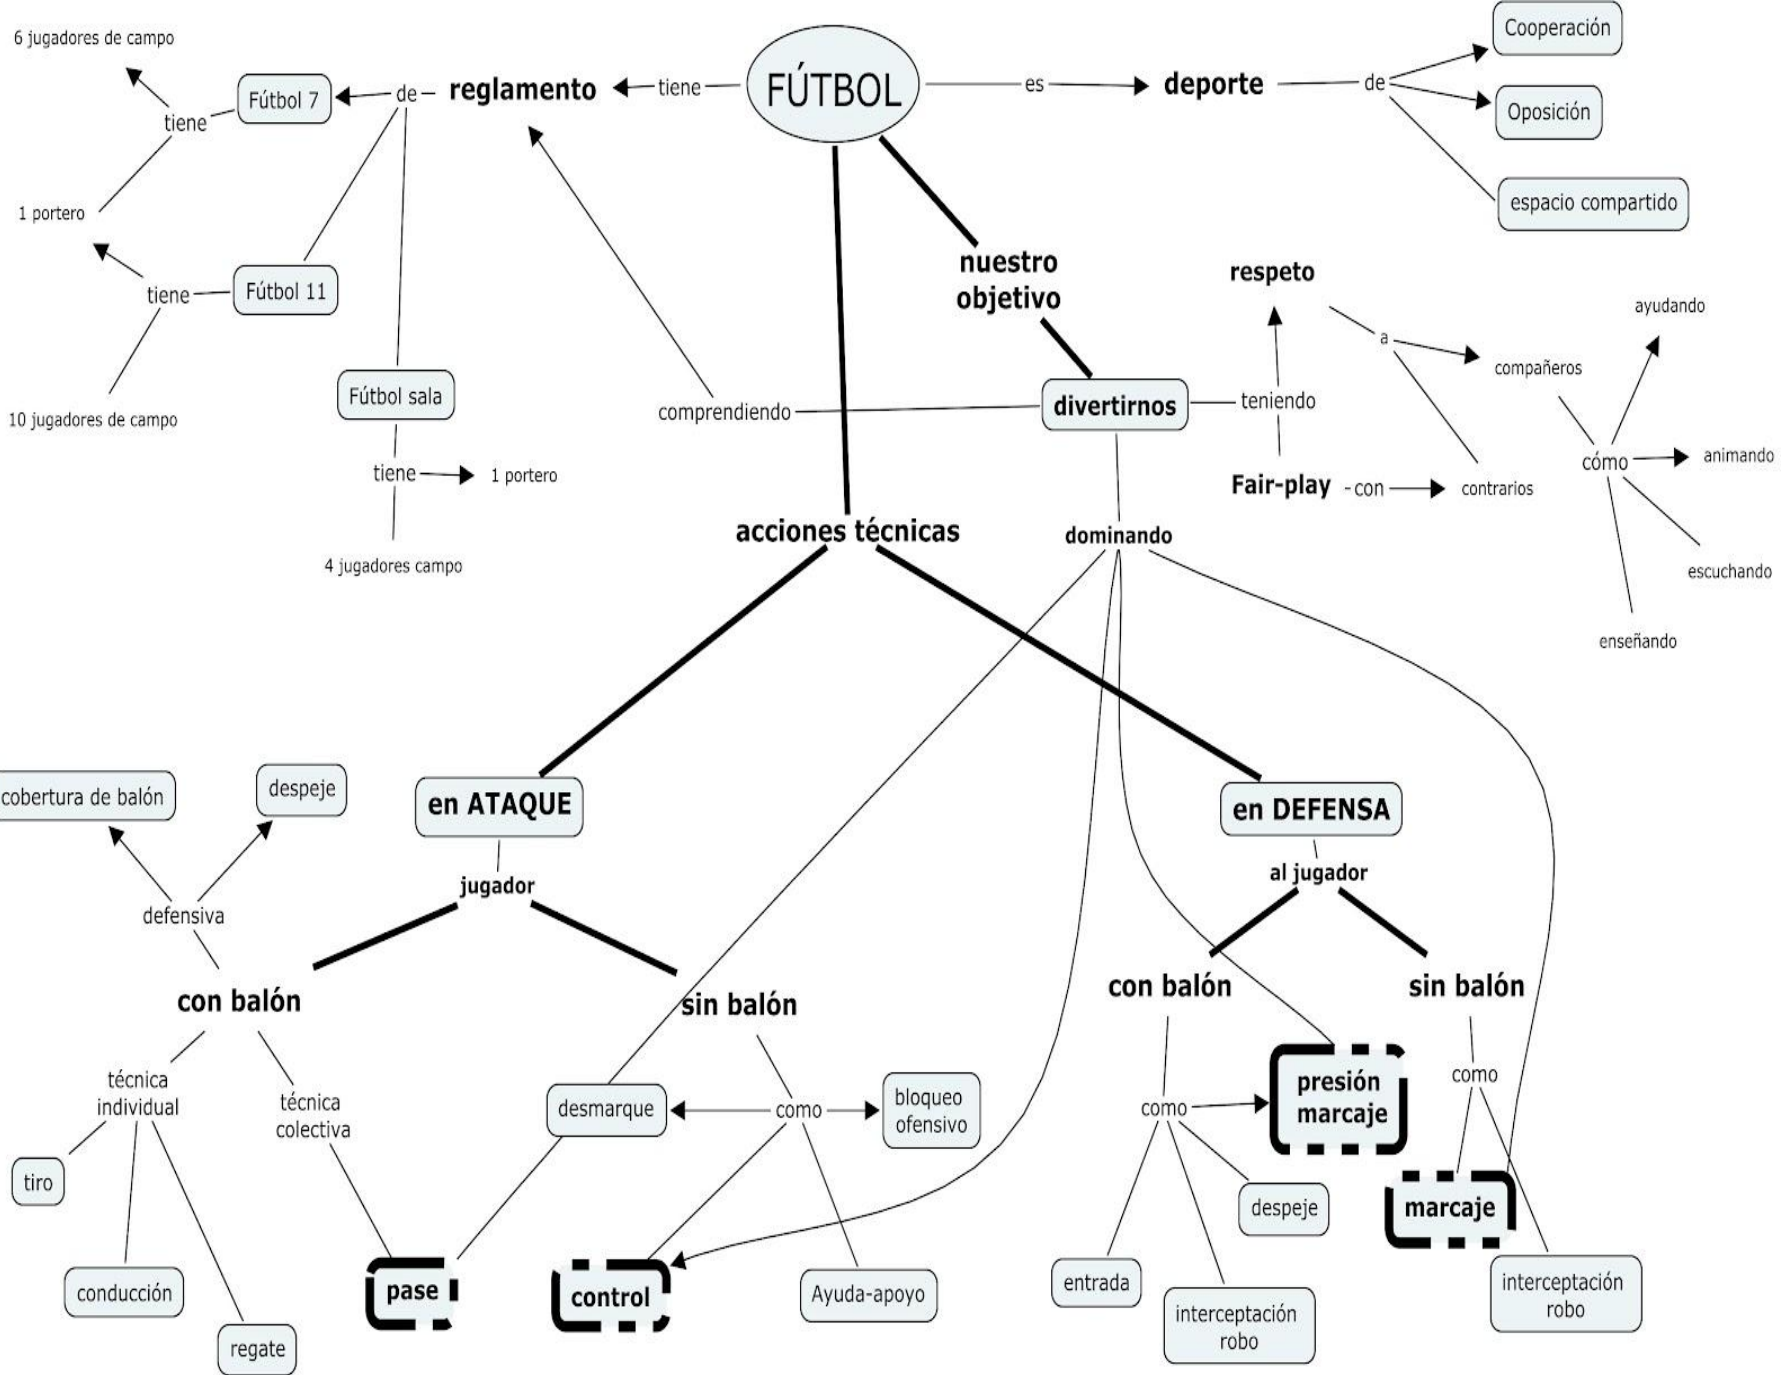 FÚTBOL
tiene
reglamento
de
Fútbol 7
tiene
6 jugadores de campo
1 portero
Fútbol 11
tiene
10 jugadores de campo
Fútbol sala
tiene
1 portero
4 jugadores campo
es
deporte
de
Cooperación
Oposición
espacio compartido
nuestro
objetivo
divertirnos
comprendiendo
teniendo
respeto
a
compañeros
contrarios
Fair-play
con
cómo
ayudando
animando
escuchando
enseñando
dominando
acciones técnicas
en ATAQUE
jugador
con balón
defensiva
cobertura de balón
despeje
técnica
individual
tiro
conducción
regate
técnica
colectiva
pase
sin balón
como
desmarque
bloqueo
ofensivo
control
Ayuda-apoyo
en DEFENSA
al jugador
con balón
como
presión
marcaje
despeje
entrada
interceptación
robo
sin balón
como
marcaje
interceptación
robo